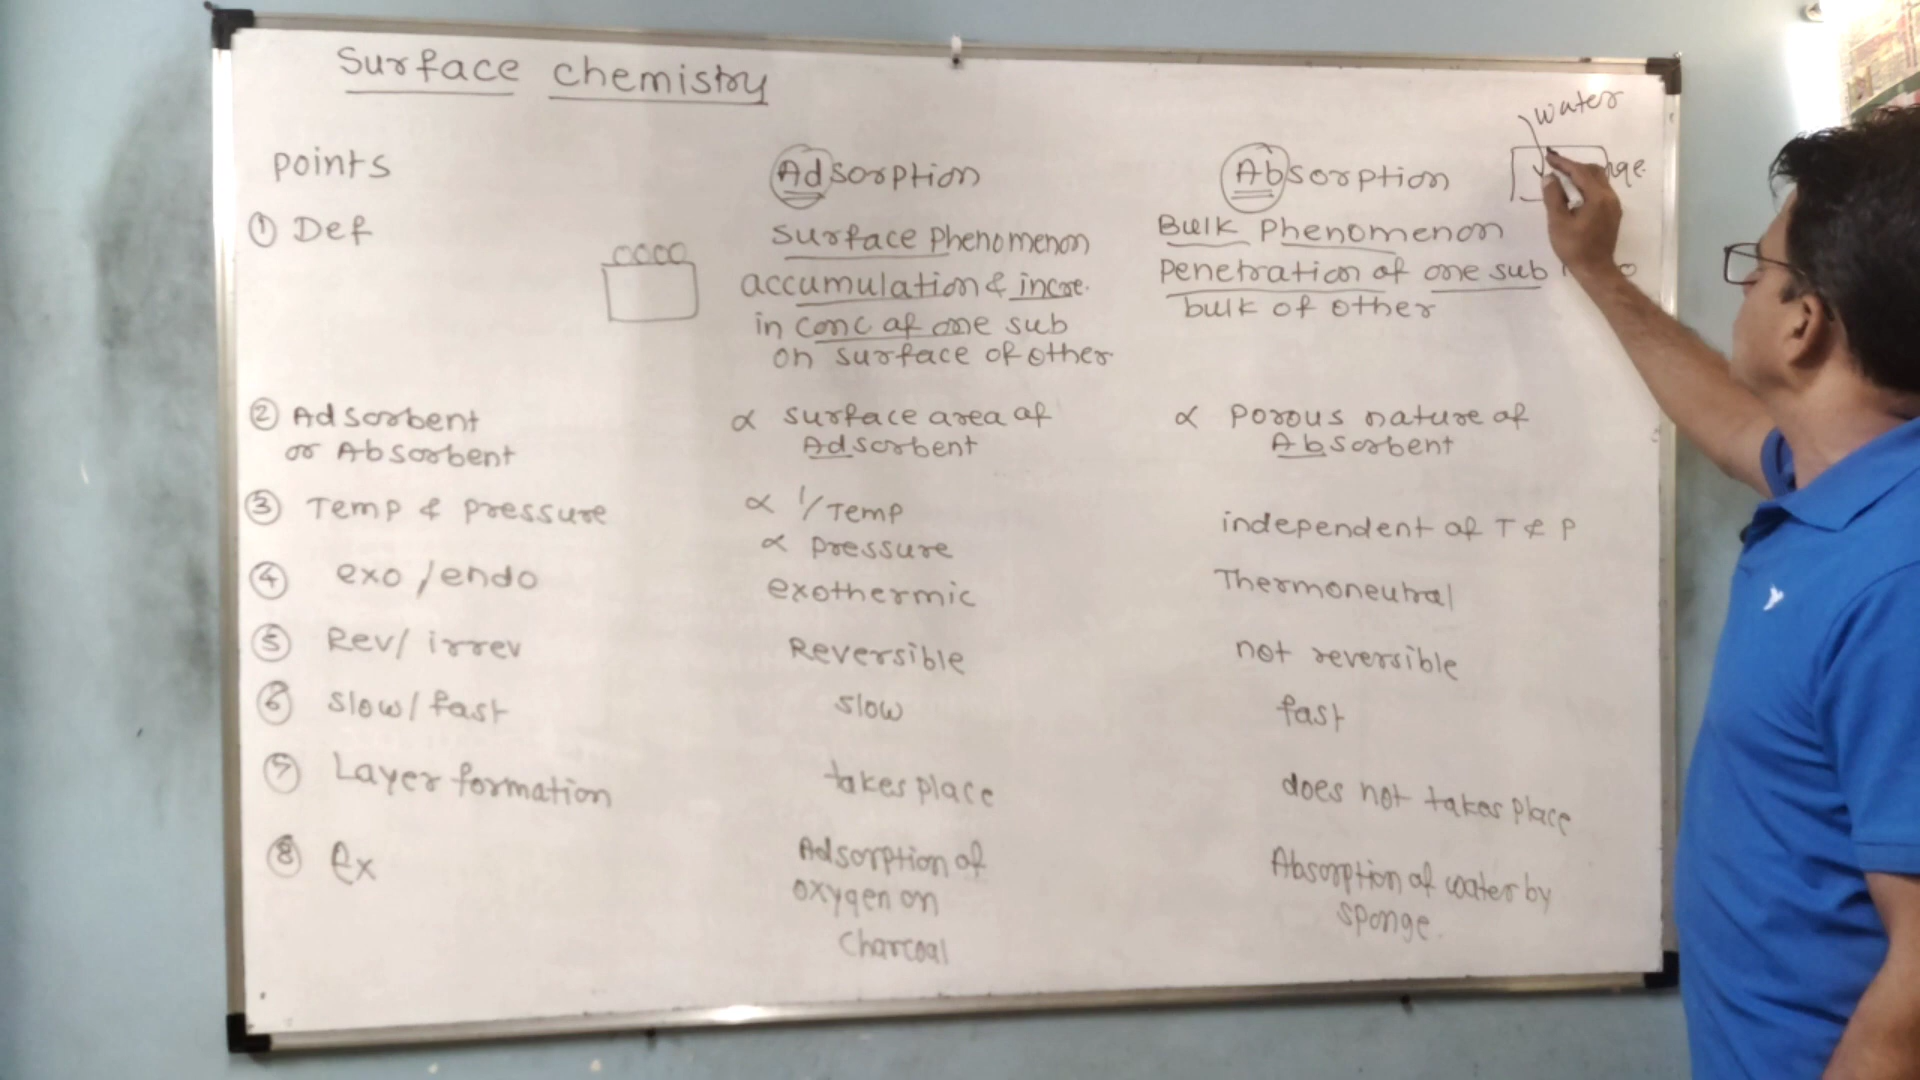 Surface chemistry
water
points Adsorption Absorption
① Def Surface Phenomenon Bulk Phenomenon
accumulation & incre. Penetration of one sub
in conc of one sub bulk of other
on surface of other
② Adsorbent ∝ surface area of ∝ Porous nature of
or Absorbent Adsorbent Absorbent
③ Temp & pressure ∝ 1/Temp independent of T & P
∝ pressure
④ exo/endo exothermic Thermoneutral
⑤ Rev/irrev Reversible not reversible
⑥ slow/fast slow fast
⑦ Layer formation takes place does not takes place
⑧ Ex Adsorption of Absorption of water by
oxygen on sponge.
charcoal